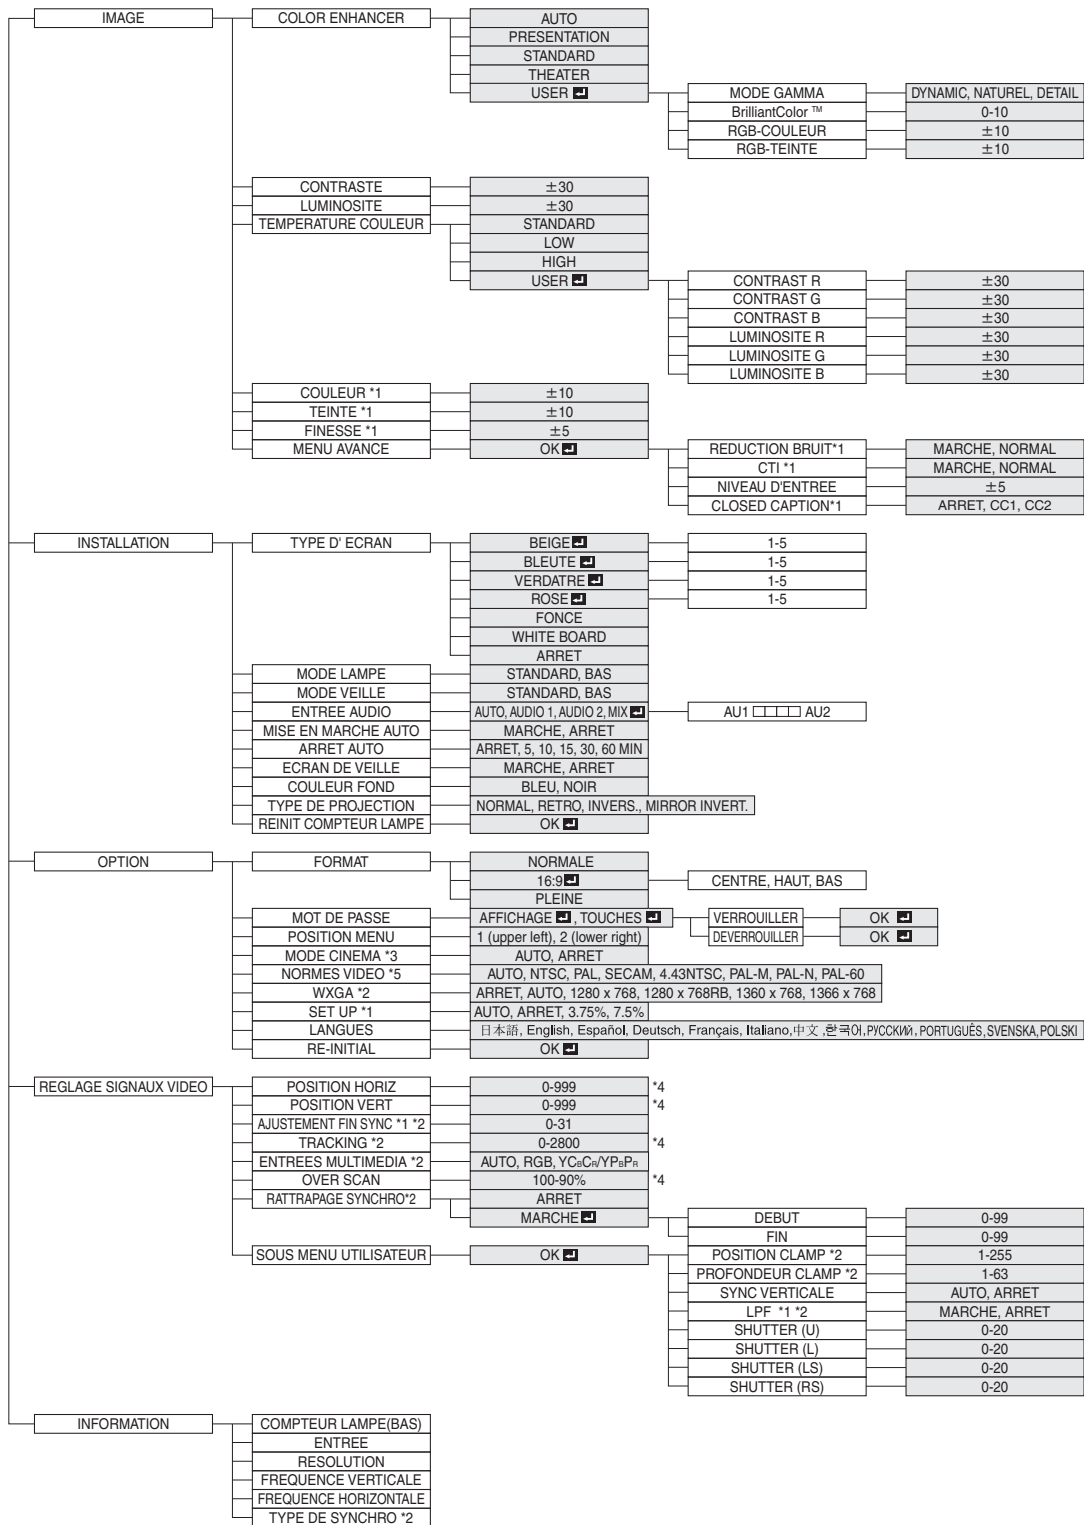 IMAGE COLOR ENHANCER AUTO
PRESENTATION
STANDARD
THEATER
USER
MODE GAMMA DYNAMIC, NATUREL, DETAIL
BrilliantColor ™ 0-10
RGB-COULEUR ±10
RGB-TEINTE ±10
CONTRASTE ±30
LUMINOSITE ±30
TEMPERATURE COULEUR STANDARD
LOW
HIGH
USER CONTRAST R ±30
CONTRAST G ±30
CONTRAST B ±30
LUMINOSITE R ±30
LUMINOSITE G ±30
LUMINOSITE B ±30
COULEUR *1 ±10
TEINTE *1 ±10
FINESSE *1 ±5
MENU AVANCE OK REDUCTION BRUIT*1 MARCHE, NORMAL
CTI *1 MARCHE, NORMAL
NIVEAU D'ENTREE ±5
CLOSED CAPTION*1 ARRET, CC1, CC2
INSTALLATION TYPE D' ECRAN BEIGE 1-5
BLEUTE 1-5
VERDATRE 1-5
ROSE 1-5
FONCE
WHITE BOARD
ARRET
MODE LAMPE STANDARD, BAS
MODE VEILLE STANDARD, BAS
ENTREE AUDIO AUTO, AUDIO 1, AUDIO 2, MIX AU1 AU2
MISE EN MARCHE AUTO MARCHE, ARRET
ARRET AUTO ARRET, 5, 10, 15, 30, 60 MIN
ECRAN DE VEILLE MARCHE, ARRET
COULEUR FOND BLEU, NOIR
TYPE DE PROJECTION NORMAL, RETRO, INVERS., MIRROR INVERT.
REINIT COMPTEUR LAMPE OK
OPTION FORMAT NORMALE
16:9 CENTRE, HAUT, BAS
PLEINE
MOT DE PASSE AFFICHAGE , TOUCHES VERROUILLER OK
POSITION MENU 1 (upper left), 2 (lower right) DEVERROUILLER OK
MODE CINEMA *3 AUTO, ARRET
NORMES VIDEO *5 AUTO, NTSC, PAL, SECAM, 4.43NTSC, PAL-M, PAL-N, PAL-60
WXGA *2 ARRET, AUTO, 1280 x 768, 1280 x 768RB, 1360 x 768, 1366 x 768
SET UP *1 AUTO, ARRET, 3.75%, 7.5%
LANGUES 日本語, English, Español, Deutsch, Français, Italiano,中文 ,한국어,РУССКИЙ, PORTUGUÊS, SVENSKA, POLSKI
RE-INITIAL OK
REGLAGE SIGNAUX VIDEO POSITION HORIZ 0-999 *4
POSITION VERT 0-999 *4
AJUSTEMENT FIN SYNC *1 *2 0-31
TRACKING *2 0-2800 *4
ENTREES MULTIMEDIA *2 AUTO, RGB, YCBCR/YPBPR
OVER SCAN 100-90% *4
RATTRAPAGE SYNCHRO*2 ARRET
MARCHE DEBUT 0-99
FIN 0-99
SOUS MENU UTILISATEUR OK POSITION CLAMP *2 1-255
PROFONDEUR CLAMP *2 1-63
SYNC VERTICALE AUTO, ARRET
LPF *1 *2 MARCHE, ARRET
SHUTTER (U) 0-20
SHUTTER (L) 0-20
SHUTTER (LS) 0-20
SHUTTER (RS) 0-20
INFORMATION COMPTEUR LAMPE(BAS)
ENTREE
RESOLUTION
FREQUENCE VERTICALE
FREQUENCE HORIZONTALE
TYPE DE SYNCHRO *2